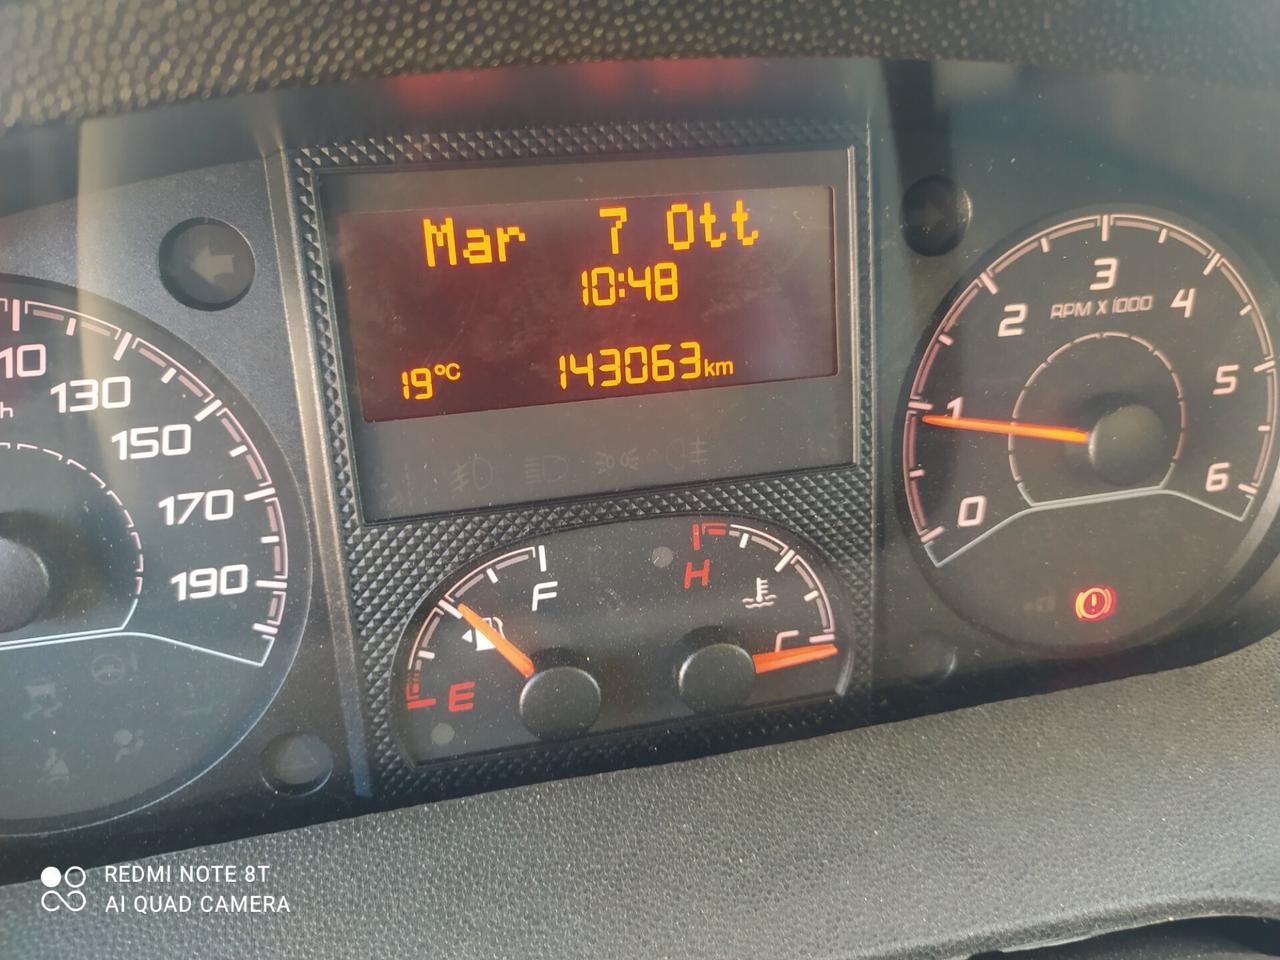 Mar 7 Ott
10:48
19°C 143063km
10
130
150
170
190
h
F
E
H
C
0
1
2
3
4
5
6
RPM X 1000
REDMI NOTE 8T
AI QUAD CAMERA